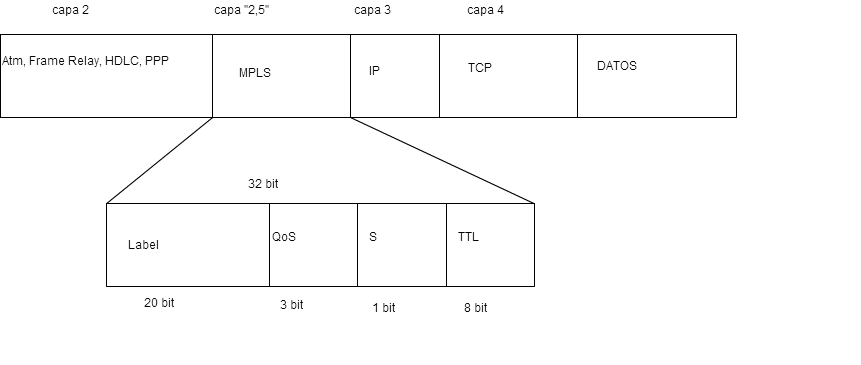 capa 2
capa "2,5"
capa 3
capa 4
Atm, Frame Relay, HDLC, PPP
MPLS
IP
TCP
DATOS
32 bit
Label
QoS
S
TTL
20 bit
3 bit
1 bit
8 bit